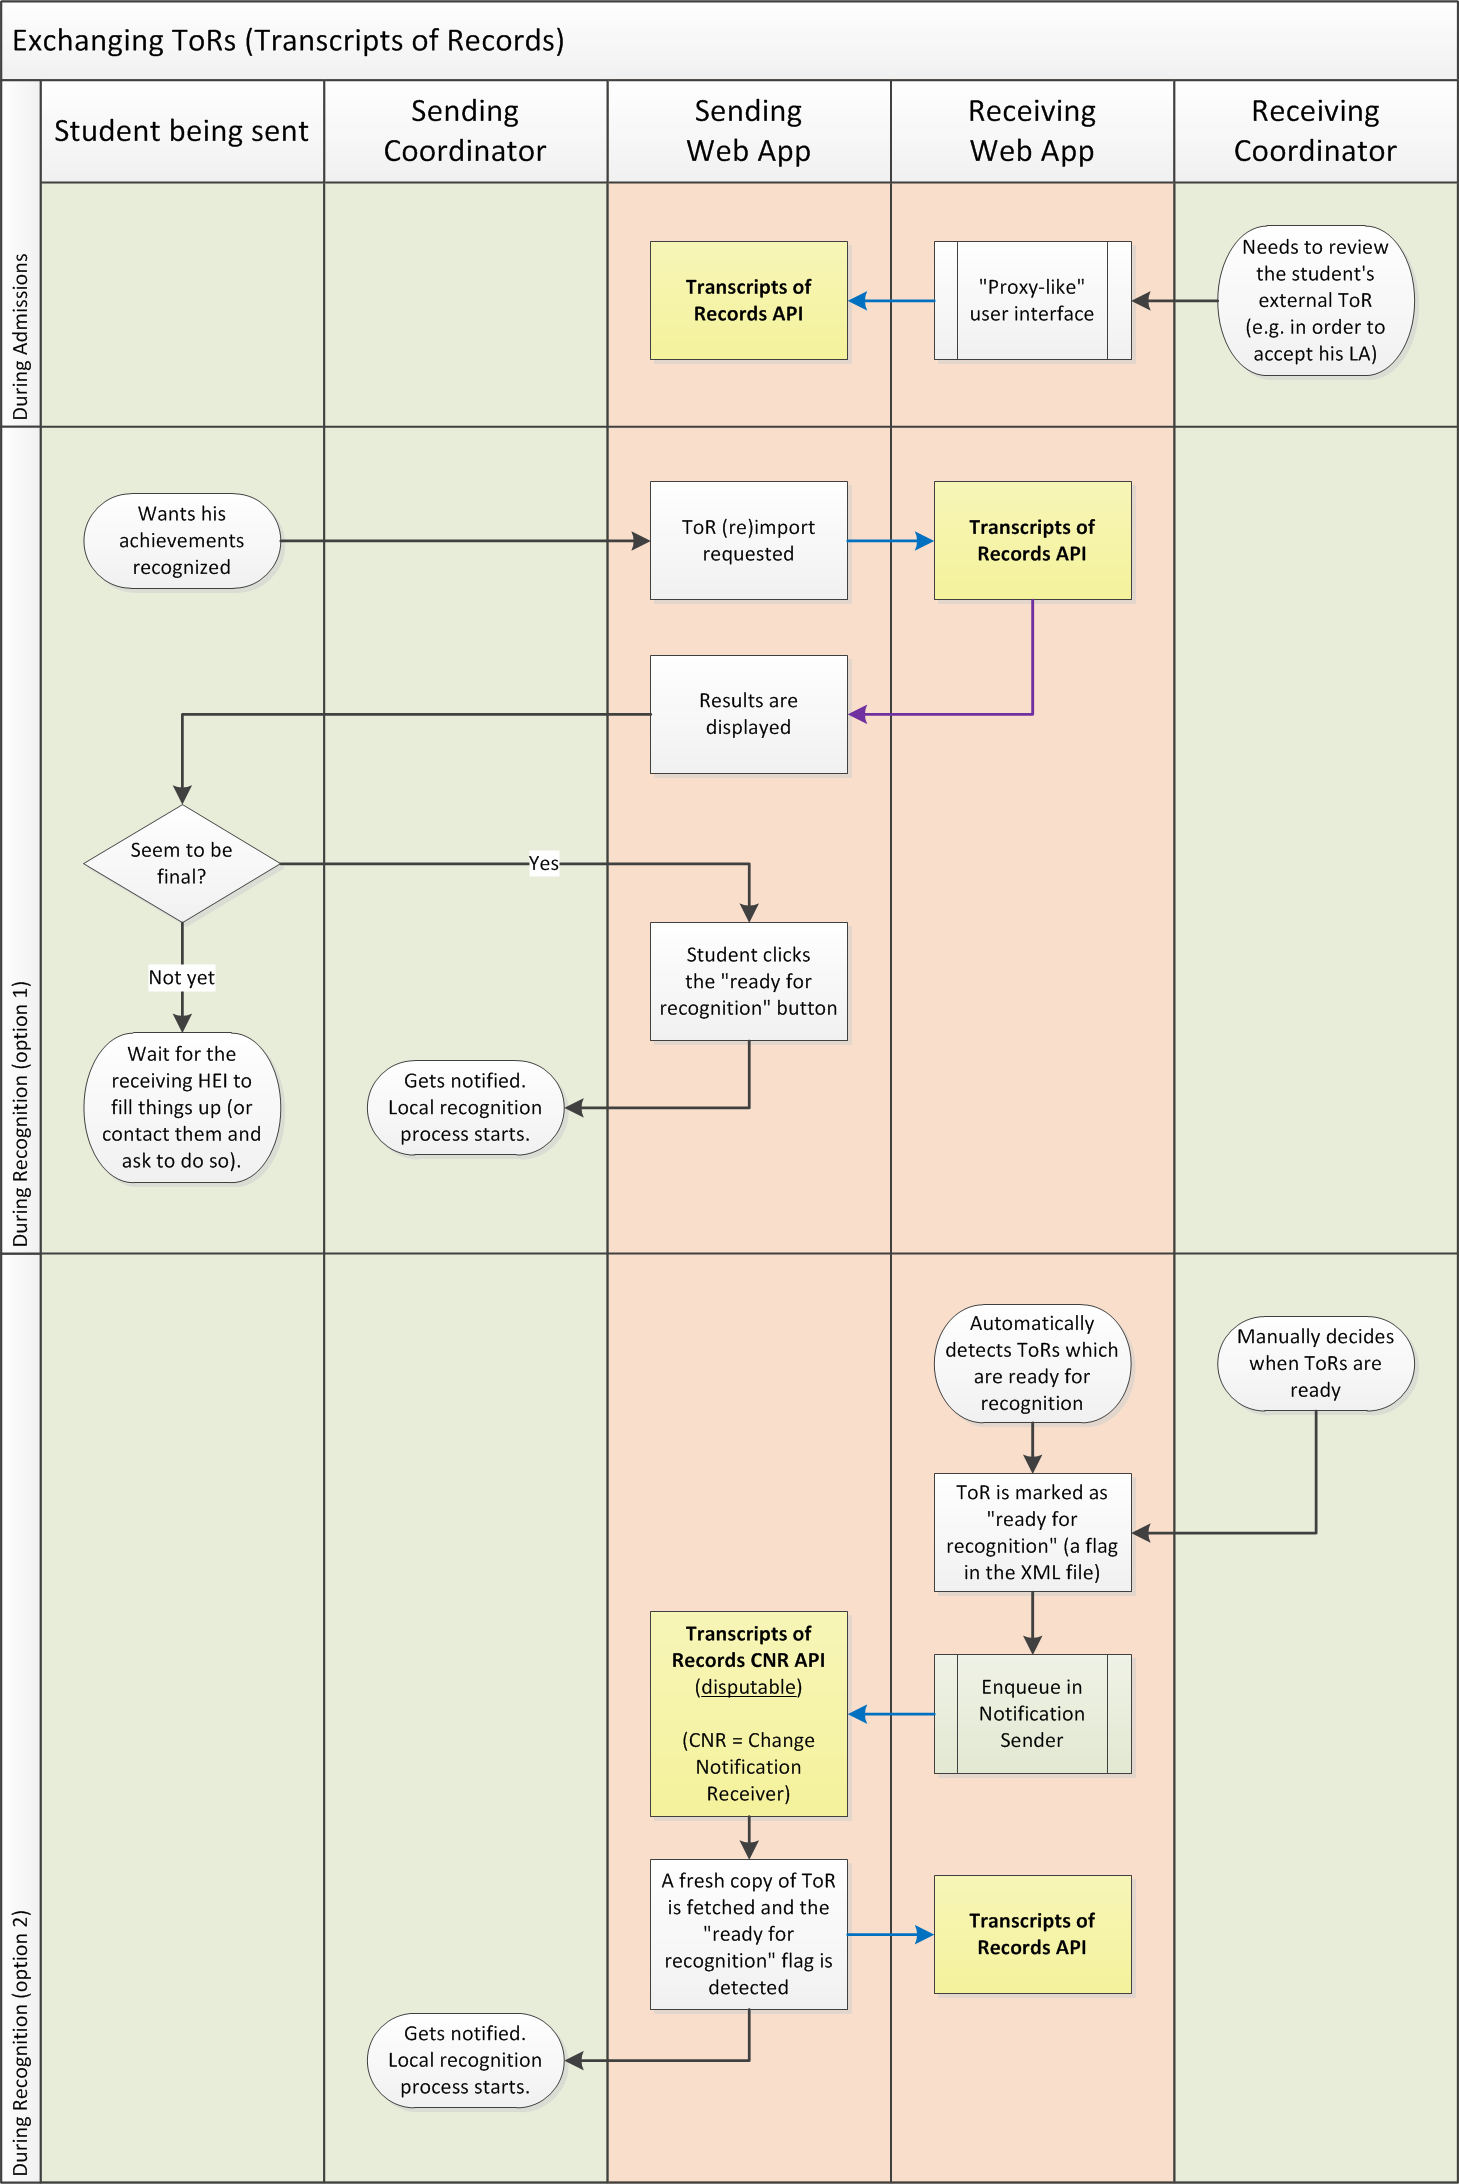 Exchanging ToRs (Transcripts of Records)
Student being sent
Sending
Coordinator
Sending
Web App
Receiving
Web App
Receiving
Coordinator
During Admissions
Transcripts of
Records API
"Proxy-like"
user interface
Needs to review
the student's
external ToR
(e.g. in order to
accept his LA)
During Recognition (option 1)
Wants his
achievements
recognized
ToR (re)import
requested
Transcripts of
Records API
Results are
displayed
Seem to be
final?
Yes
Not yet
Student clicks
the "ready for
recognition" button
Wait for the
receiving HEI to
fill things up (or
contact them and
ask to do so).
Gets notified.
Local recognition
process starts.
During Recognition (option 2)
Automatically
detects ToRs which
are ready for
recognition
Manually decides
when ToRs are
ready
ToR is marked as
"ready for
recognition" (a flag
in the XML file)
Transcripts of
Records CNR API
(disputable)
(CNR = Change
Notification
Receiver)
Enqueue in
Notification
Sender
A fresh copy of ToR
is fetched and the
"ready for
recognition" flag is
detected
Transcripts of
Records API
Gets notified.
Local recognition
process starts.